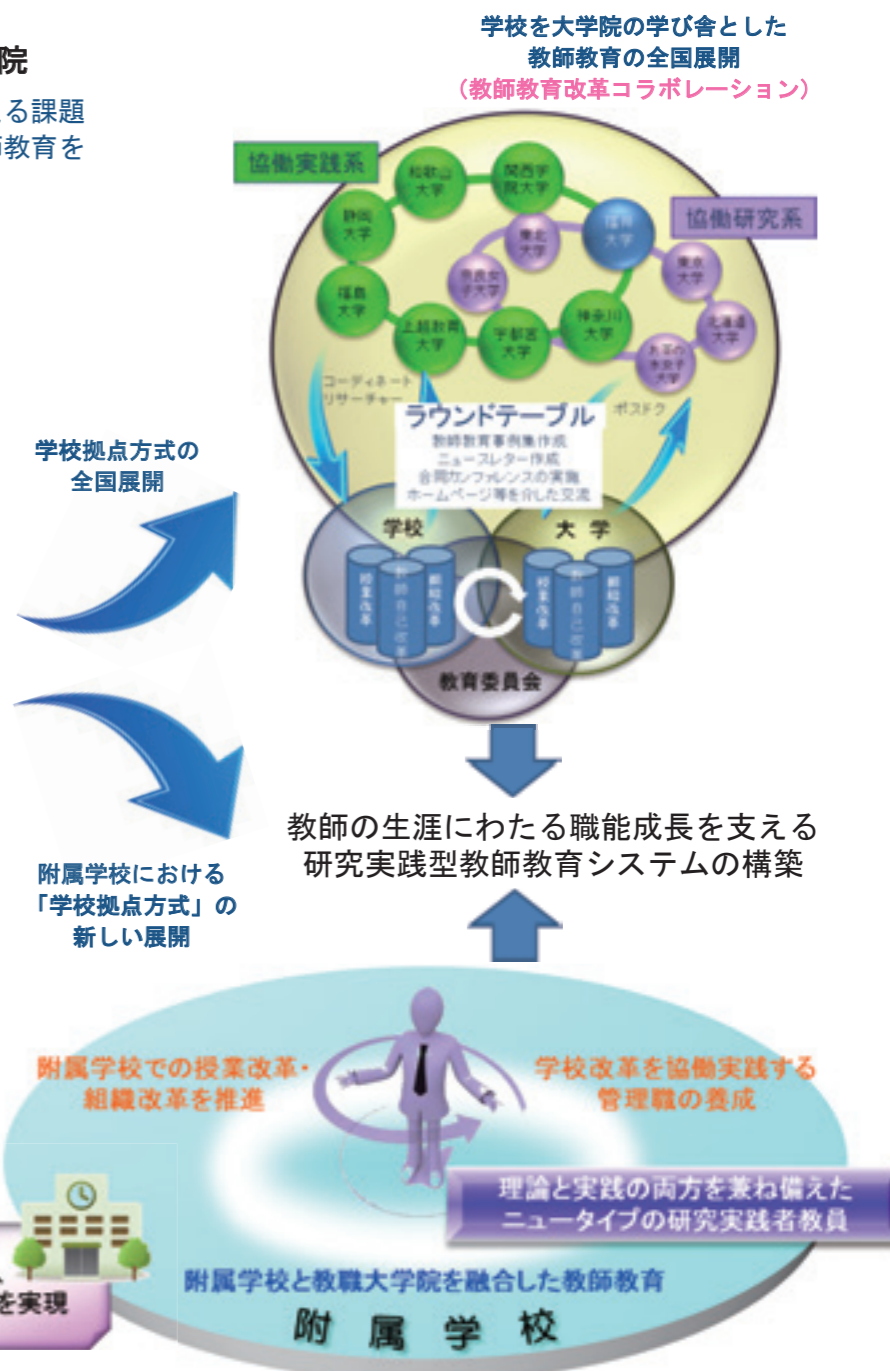 学校を大学院の学び舎とした
教師教育の全国展開
（教師教育改革コラボレーション）
院
る課題
教育を
協働実践系
協働研究系
和歌山
大学
関西学
院大学
静岡
大学
東北
大学
大学
東京
大学
奈良女
子大学
福島
大学
上越教育
大学
宇都宮
大学
神奈川
大学
北海道
大学
お茶の
水女子
大学
コーディネート
リサーチャー
ポスドク
ラウンドテーブル
教師教育事例集作成
ニュースレター作成
合同カンファレンスの実施
ホームページ等を介した交流
学校
大学
授業改革
教師自己改革
組織改革
授業改革
教師自己改革
組織改革
教育委員会
学校拠点方式の
全国展開
教師の生涯にわたる職能成長を支える
研究実践型教師教育システムの構築
附属学校における
「学校拠点方式」の
新しい展開
附属学校での授業改革・
組織改革を推進
学校改革を協働実践する
管理職の養成
理論と実践の両方を兼ね備えた
ニュータイプの研究実践者教員
附属学校と教職大学院を融合した教師教育
を実現
附属学校